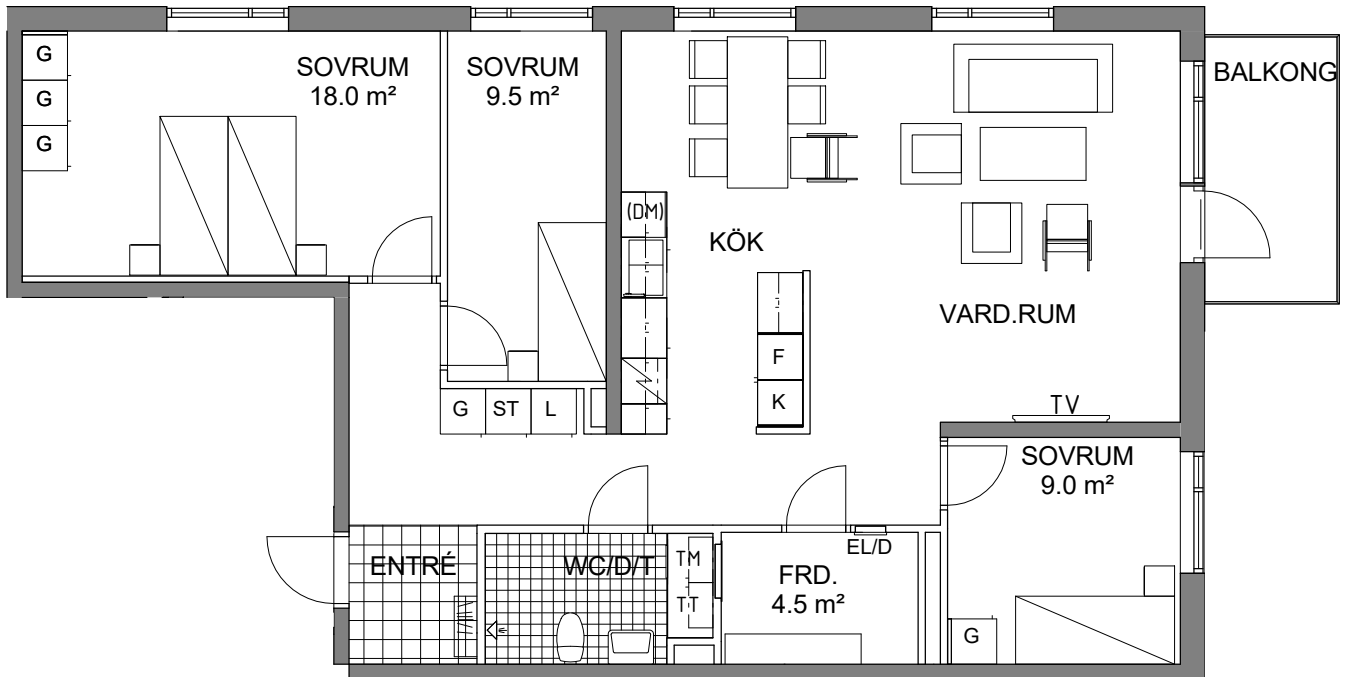 G
G
G
SOVRUM
18.0 m²
SOVRUM
9.5 m²
BALKONG
(DM)
KÖK
VARD.RUM
F
K
G
ST
L
TV
SOVRUM
9.0 m²
ENTRÉ
WC/D/T
TM
TT
EL/D
FRD.
4.5 m²
G